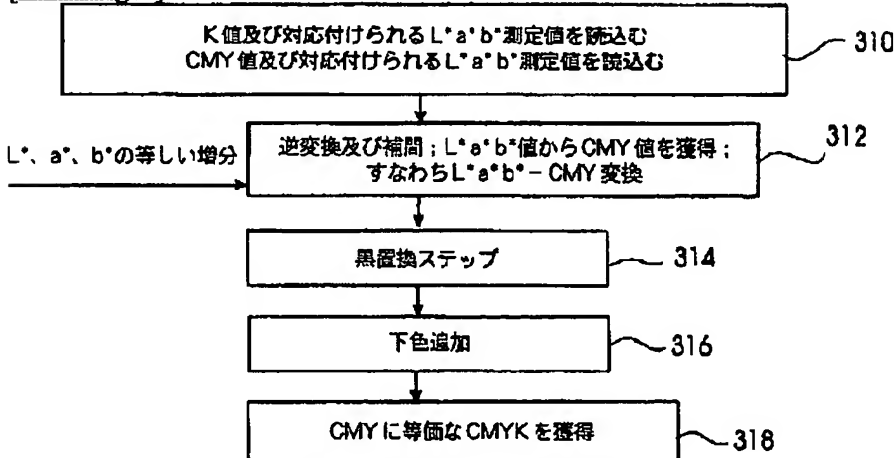 K値及び対応付けられるL*a*b*測定値を読込む
CMY値及び対応付けられるL*a*b*測定値を読込む
310
L*、a*、b*の等しい増分
逆変換及び補間；L*a*b*値からCMY値を獲得；
すなわちL*a*b*－CMY変換
312
黒置換ステップ
314
下色追加
316
CMYに等価なCMYKを獲得
318